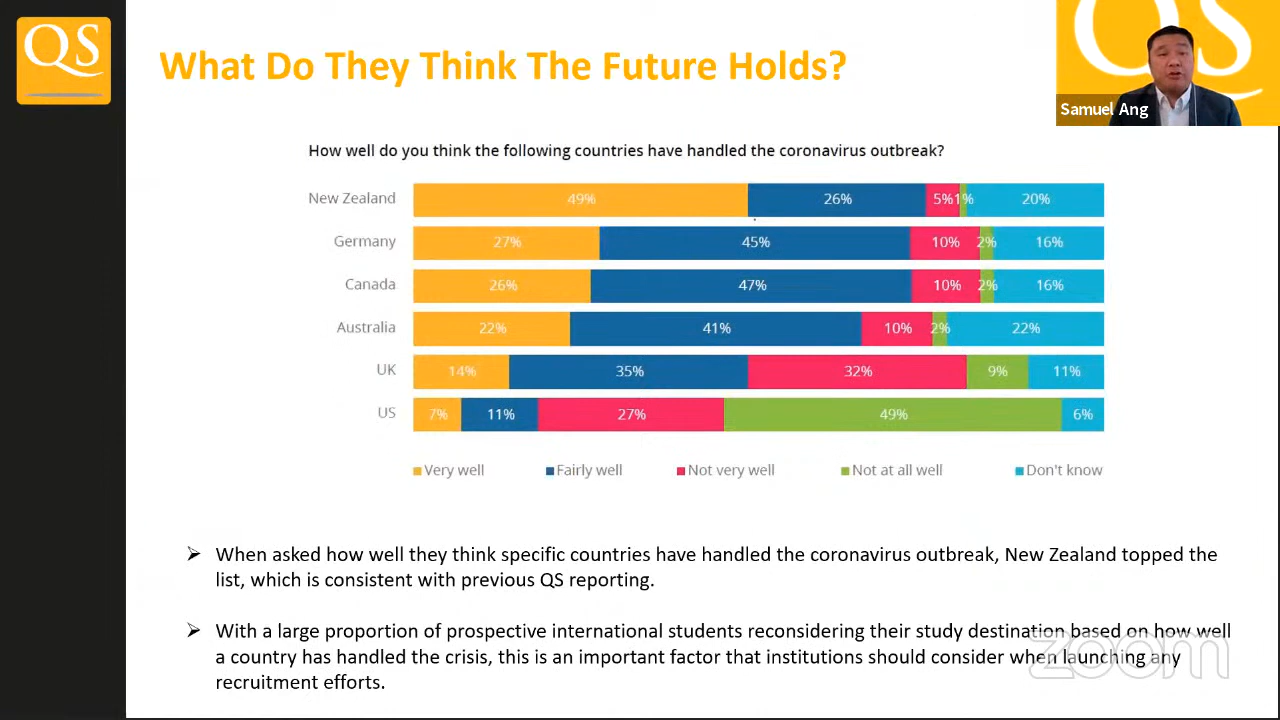 QS
What Do They Think The Future Holds?
Samuel Ang
How well do you think the following countries have handled the coronavirus outbreak?
New Zealand 49% 26% 5% 1% 20%
Germany 27% 45% 10% 2% 16%
Canada 26% 47% 10% 2% 16%
Australia 22% 41% 10% 2% 22%
UK 14% 35% 32% 9% 11%
US 7% 11% 27% 49% 6%
Very well Fairly well Not very well Not at all well Don't know
When asked how well they think specific countries have handled the coronavirus outbreak, New Zealand topped the
list, which is consistent with previous QS reporting.
With a large proportion of prospective international students reconsidering their study destination based on how well
a country has handled the crisis, this is an important factor that institutions should consider when launching any
recruitment efforts.
zoom